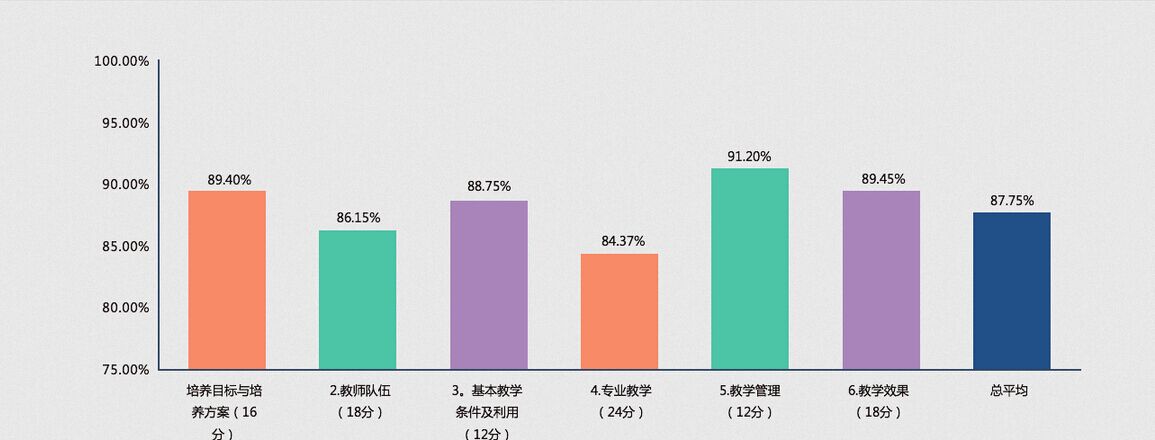 100.00%
95.00%
90.00%
85.00%
80.00%
75.00%
89.40%
86.15%
88.75%
84.37%
91.20%
89.45%
87.75%
培养目标与培
养方案（16
分）
2.教师队伍
（18分）
3。基本教学
条件及利用
（12分）
4.专业教学
（24分）
5.教学管理
（12分）
6.教学效果
（18分）
总平均